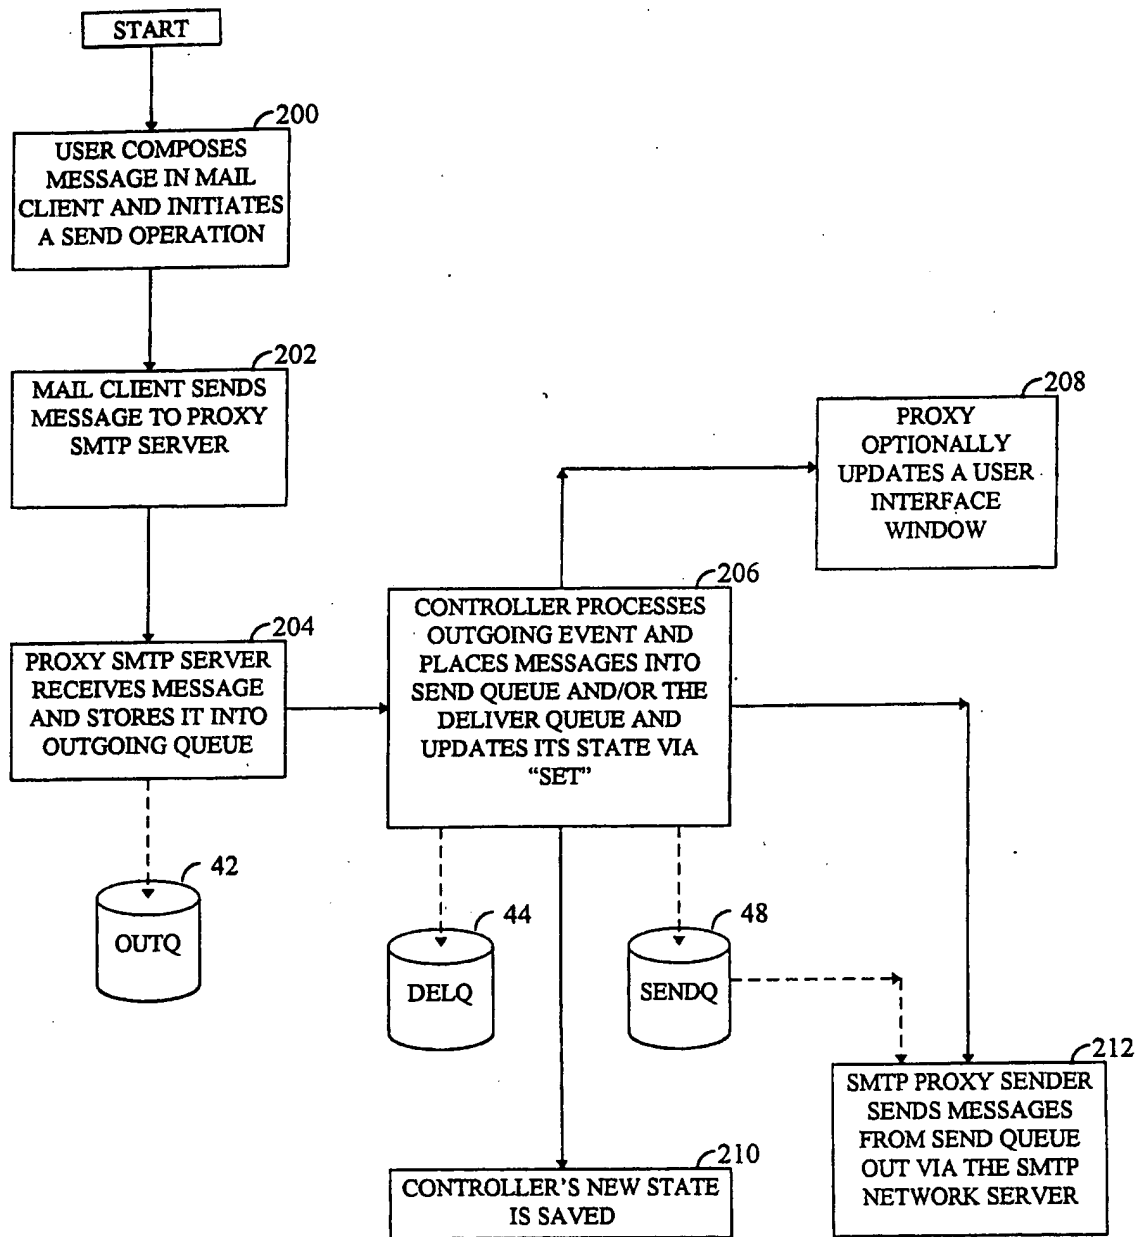 START
200
USER COMPOSES
MESSAGE IN MAIL
CLIENT AND INITIATES
A SEND OPERATION
202
MAIL CLIENT SENDS
MESSAGE TO PROXY
SMTP SERVER
208
PROXY
OPTIONALLY
UPDATES A USER
INTERFACE
WINDOW
204
PROXY SMTP SERVER
RECEIVES MESSAGE
AND STORES IT INTO
OUTGOING QUEUE
206
CONTROLLER PROCESSES
OUTGOING EVENT AND
PLACES MESSAGES INTO
SEND QUEUE AND/OR THE
DELIVER QUEUE AND
UPDATES ITS STATE VIA
“SET”
42
OUTQ
44
DELQ
48
SENDQ
212
SMTP PROXY SENDER
SENDS MESSAGES
FROM SEND QUEUE
OUT VIA THE SMTP
NETWORK SERVER
210
CONTROLLER'S NEW STATE
IS SAVED